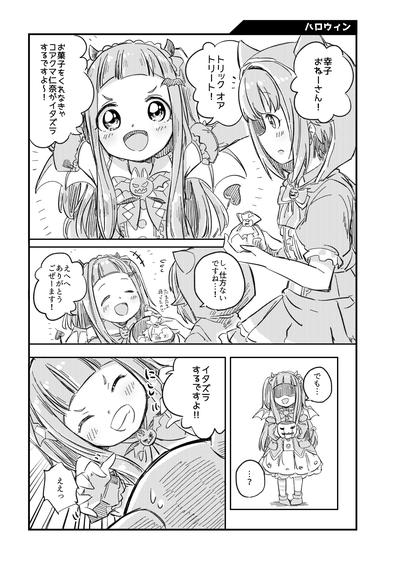 ハロウィン
幸子
おねーさん！
トリック オア
トリート！
お菓子をくれなきゃ
コアクマ仁奈がイタズラ
するですよ～！
し、仕方ない
ですね…！
えへへ
ありがとう
ごぜーます！
でも…
…？
イタズラ
するですよ!!
ええっ